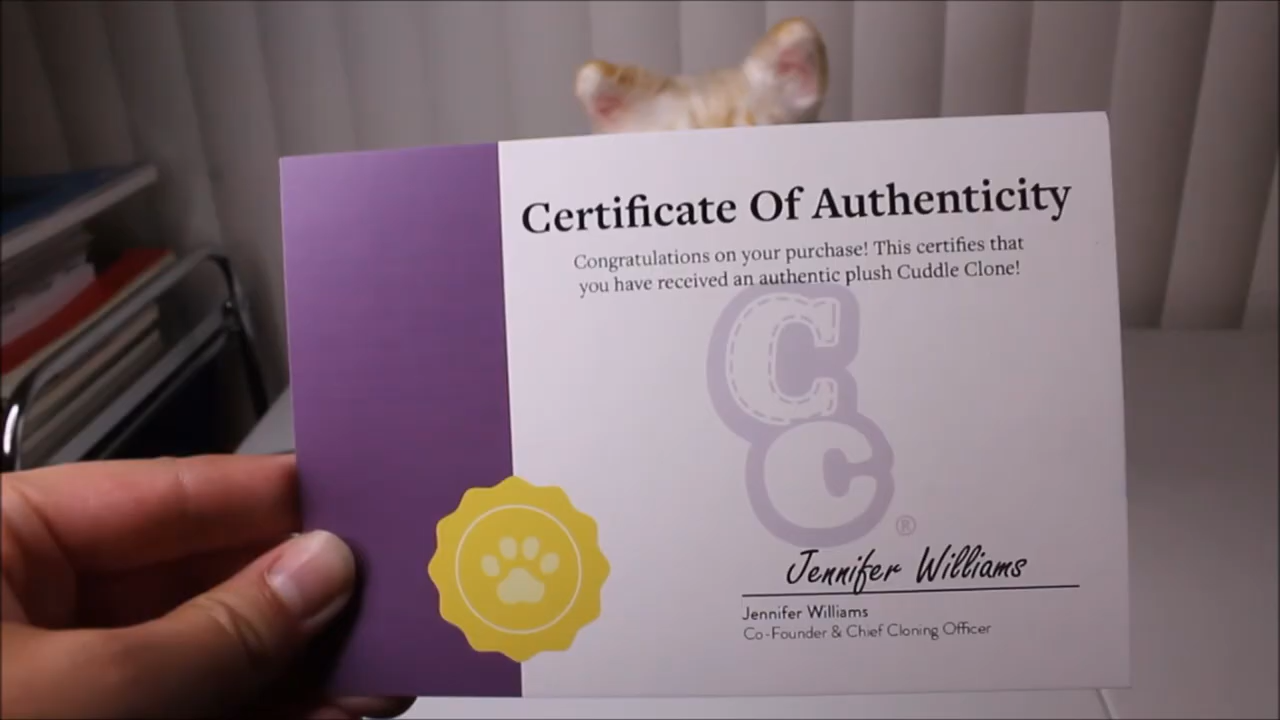 Certificate Of Authenticity
Congratulations on your purchase! This certifies that
you have received an authentic plush Cuddle Clone!
C
C
®
Jennifer Williams
Jennifer Williams
Co-Founder & Chief Cloning Officer